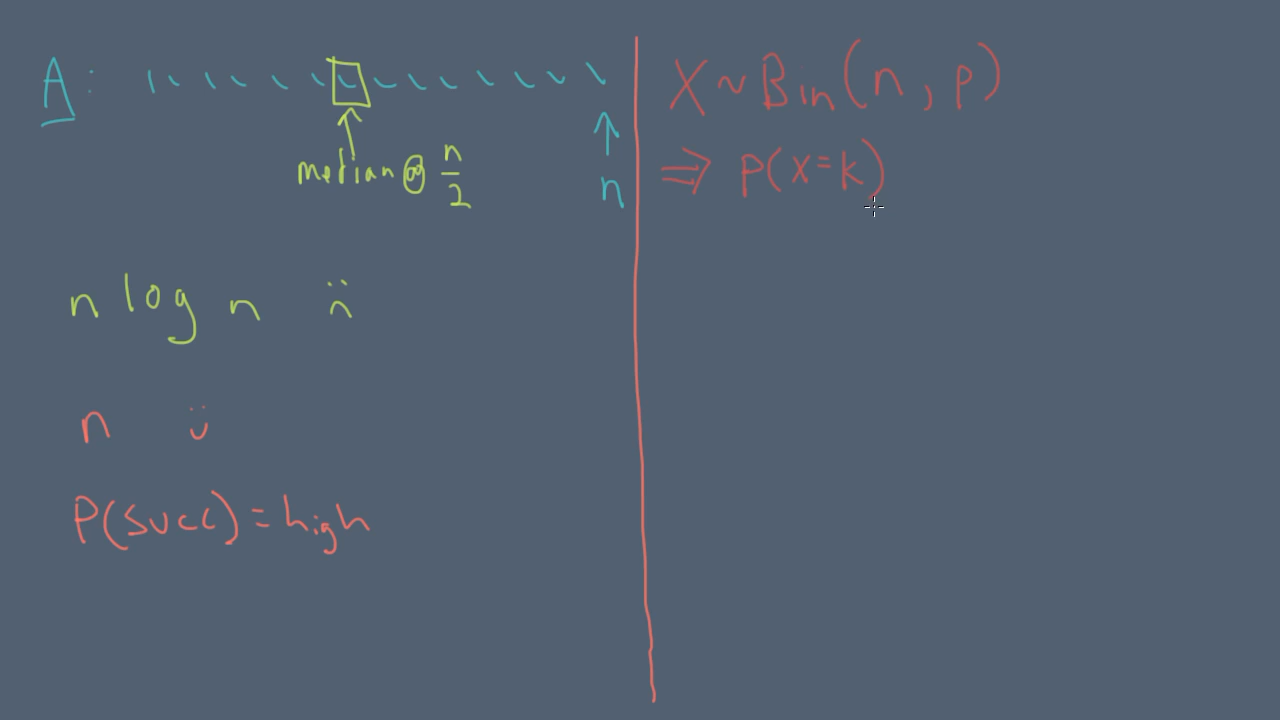 A:
median @ n/2
n
n log n
n
P(succ) = high
X ~ Bin(n, p)
⇒ P(X=k)